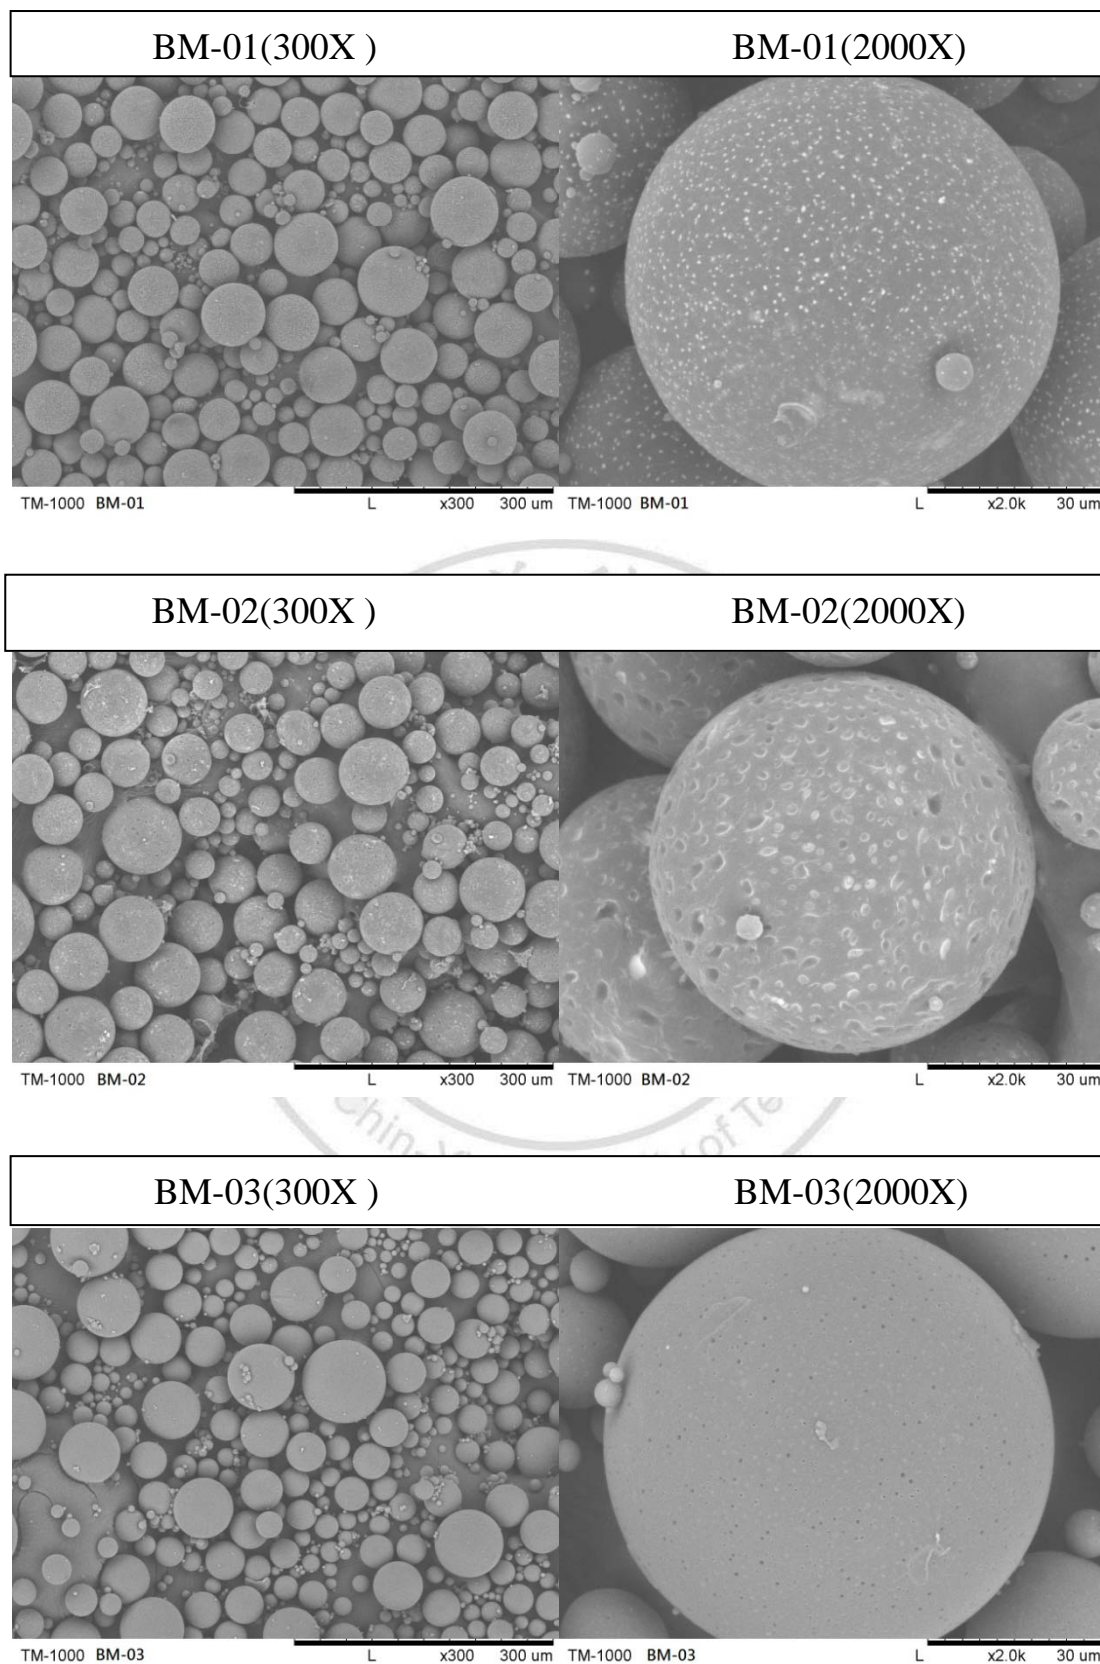 BM-01(300X ) BM-01(2000X)
TM-1000 BM-01 L x300 300 um TM-1000 BM-01 L x2.0k 30 um
BM-02(300X ) BM-02(2000X)
TM-1000 BM-02 L x300 300 um TM-1000 BM-02 L x2.0k 30 um
BM-03(300X ) BM-03(2000X)
TM-1000 BM-03 L x300 300 um TM-1000 BM-03 L x2.0k 30 um